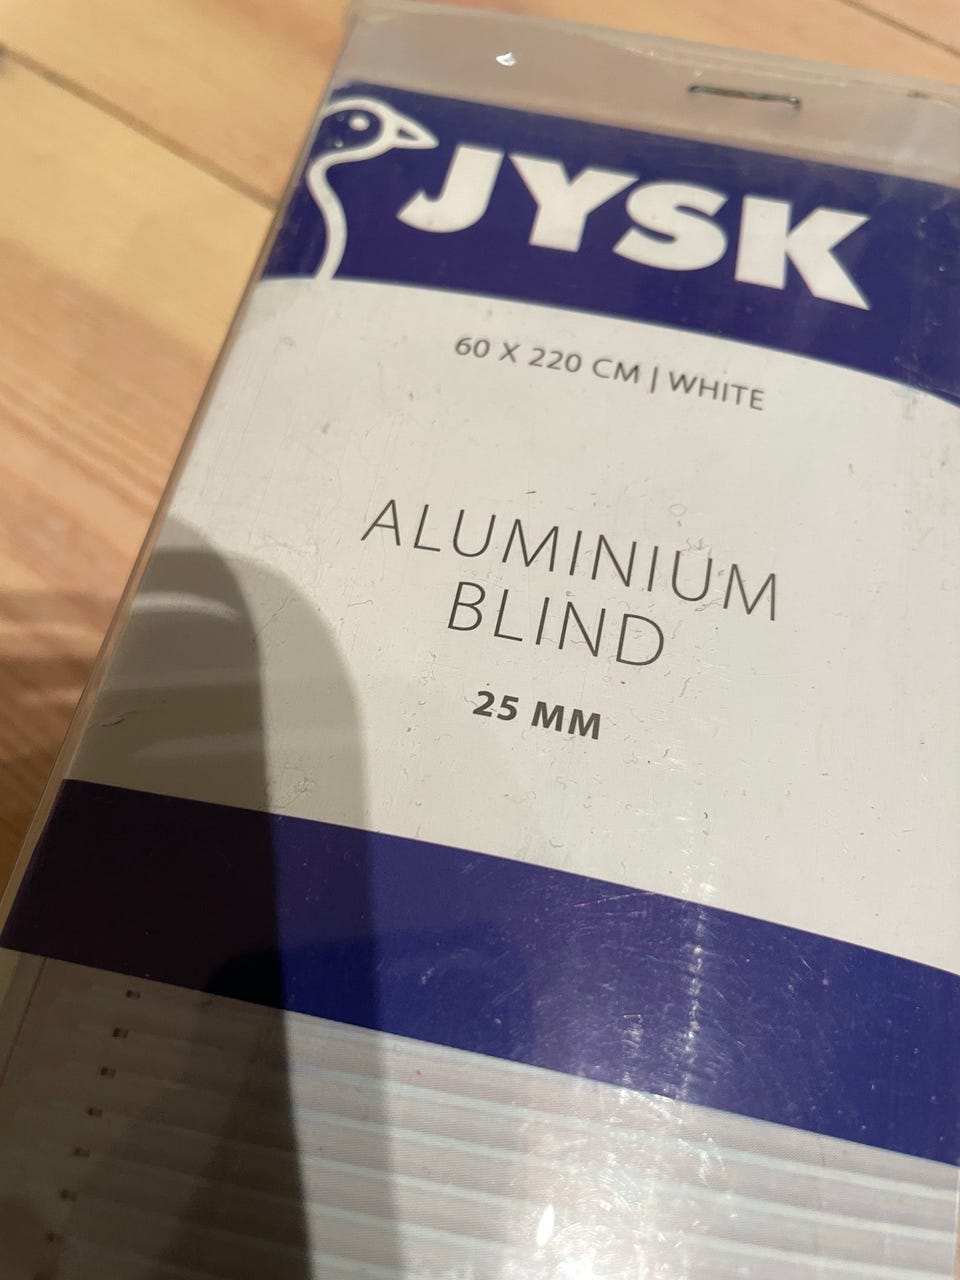 JYSK
60 X 220 CM | WHITE
ALUMINIUM
BLIND
25 MM